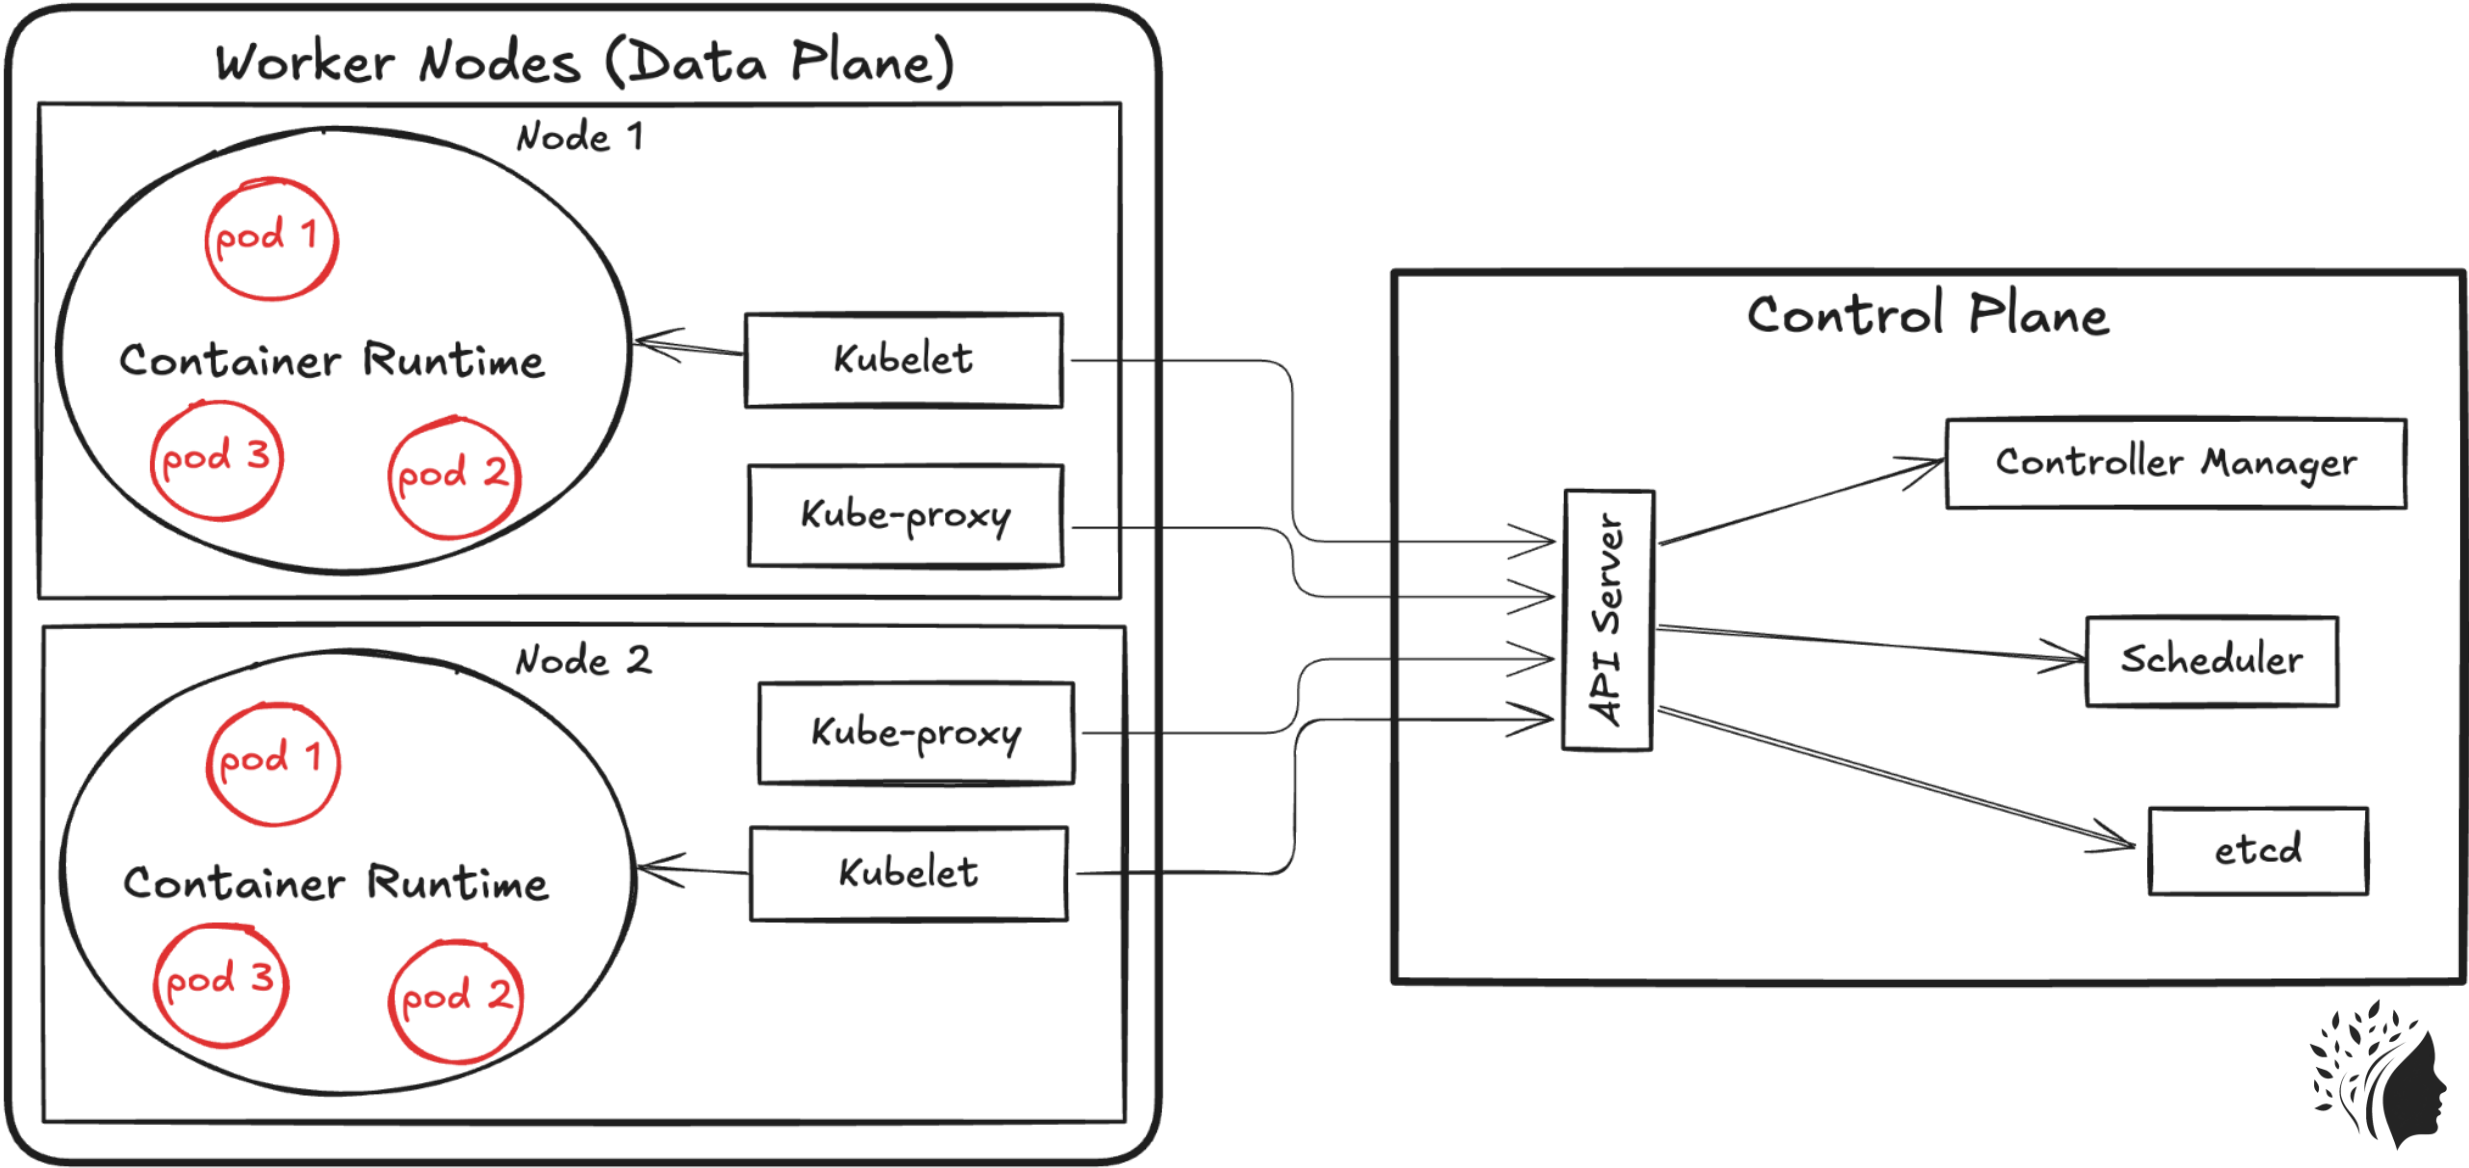 Worker Nodes (Data Plane)
Node 1
pod 1
Container Runtime
pod 3
pod 2
Kubelet
Kube-proxy
Node 2
pod 1
Container Runtime
pod 3
pod 2
Kube-proxy
Kubelet
Control Plane
API Server
Controller Manager
Scheduler
etcd